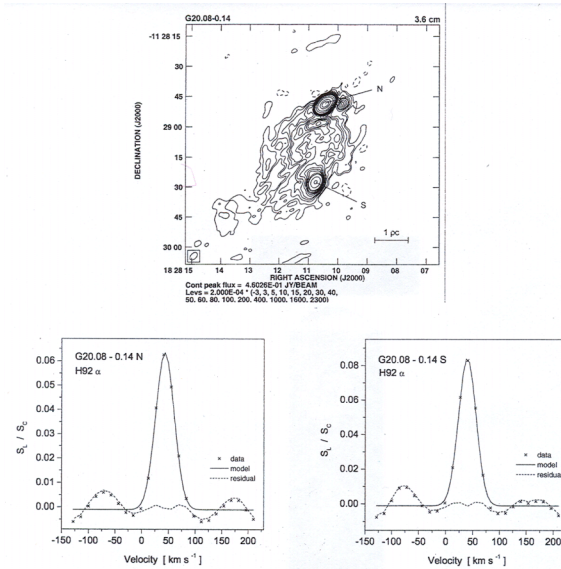 G20.08-0.14 3.6 cm
-11 28 15
30
45
29 00
15
30
45
30 00
DECLINATION (J2000)
N
S
1 pc
18 28 15 14 13 12 11 10 09 08 07 06
RIGHT ASCENSION (J2000)
Cont peak flux = 4.6026E-01 JY/BEAM
Levs = 2.000E-04 * (-3, 3, 5, 10, 15, 20, 30, 40,
50, 60, 80, 100, 200, 400, 1000, 1600, 2300)
G20.08 - 0.14 N
H92 α
0.06
0.05
0.04
0.03
0.02
0.01
0.00
S_L / S_C
× data
model
residual
-150 -100 -50 0 50 100 150 200
Velocity [ km s⁻¹ ]
G20.08 - 0.14 S
H92 α
0.08
0.06
0.04
0.02
0.00
S_L / S_C
× data
model
residual
-150 -100 -50 0 50 100 150 200
Velocity [ km s⁻¹ ]